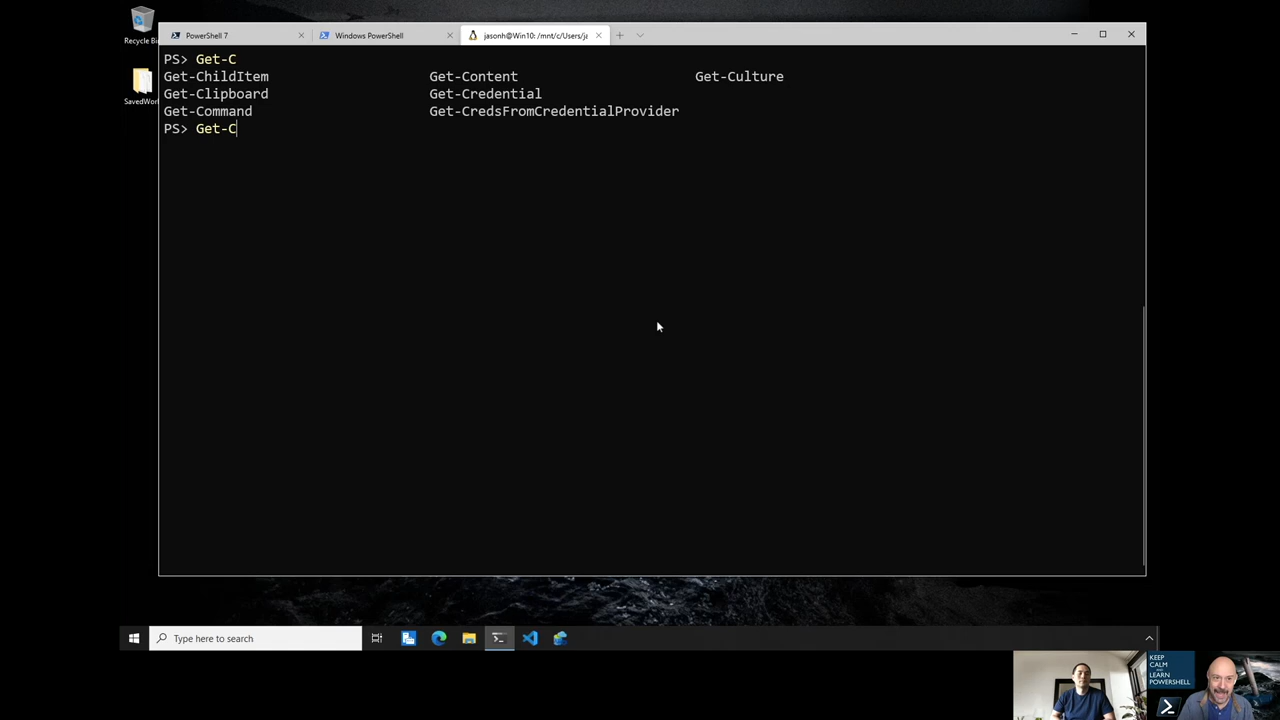 Recycle Bin
SavedWork
PowerShell 7
Windows PowerShell
jasonh@Win10: /mnt/c/Users/ja
PS> Get-C
Get-ChildItem Get-Content Get-Culture
Get-Clipboard Get-Credential
Get-Command Get-CredsFromCredentialProvider
PS> Get-C
Type here to search
KEEP
CALM
AND
LEARN
POWERSHELL